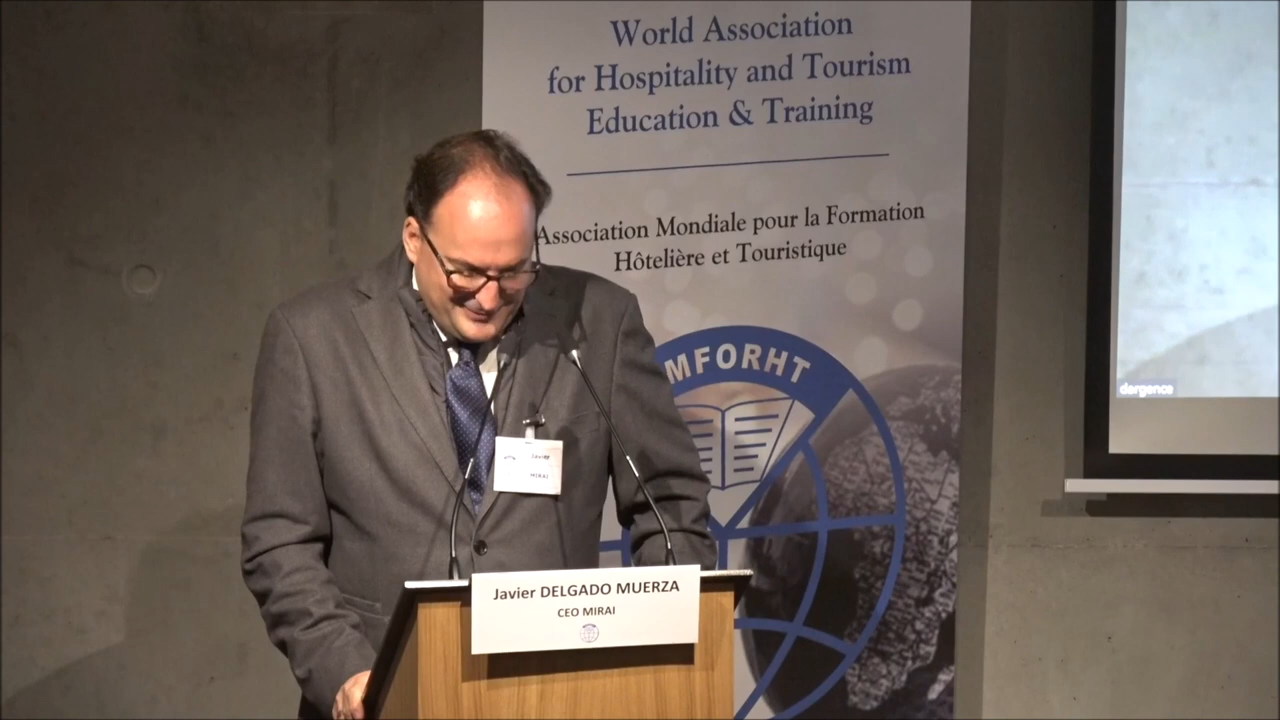 World Association
for Hospitality and Tourism
Education & Training
Association Mondiale pour la Formation
Hôtelière et Touristique
MFORHT
dargence
Javier
MIRAI
Javier DELGADO MUERZA
CEO MIRAI